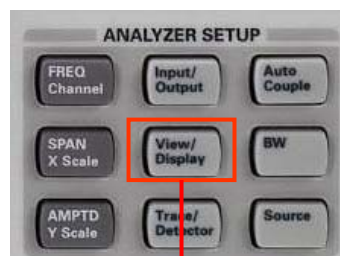 ANALYZER SETUP
FREQ
Channel
Input/
Output
Auto
Couple
SPAN
X Scale
View/
Display
BW
AMPTD
Y Scale
Trace/
Detector
Source